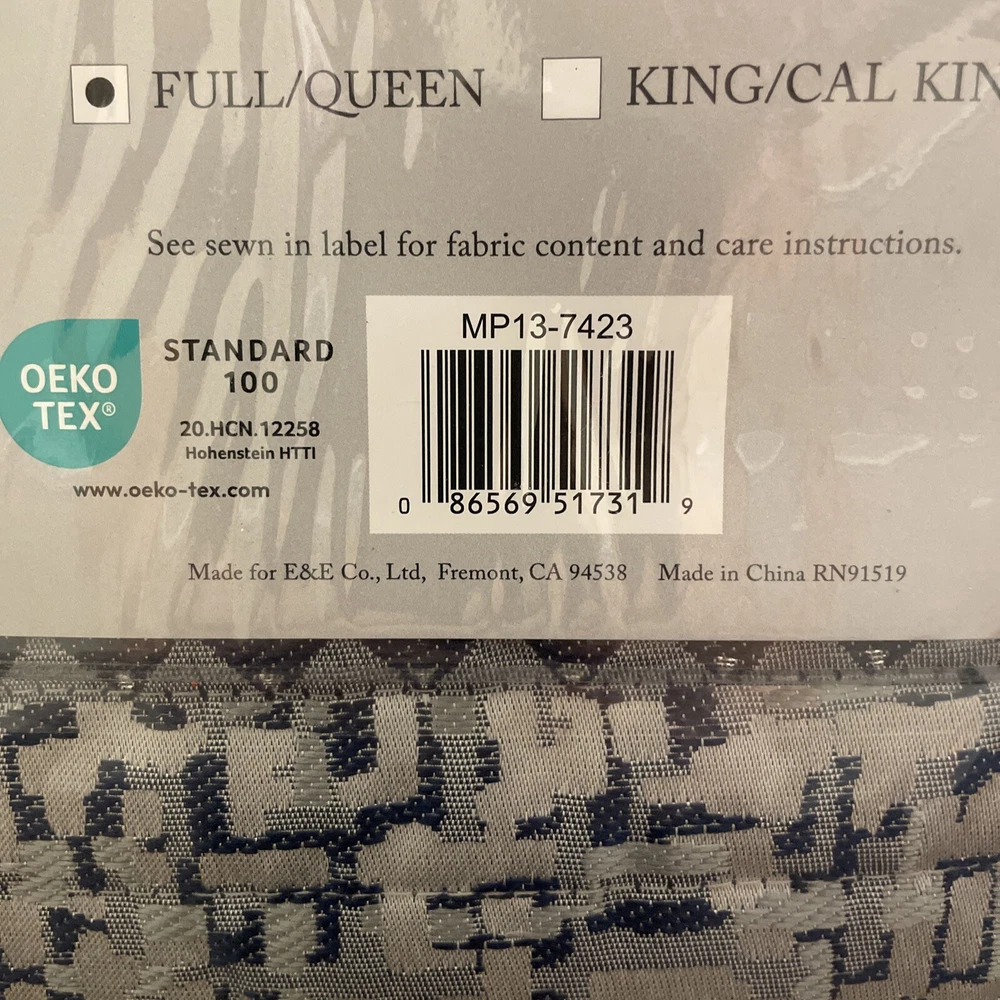 FULL/QUEEN
KING/CAL KIN
See sewn in label for fabric content and care instructions.
OEKO
TEX®
STANDARD
100
20.HCN.12258
Hohenstein HTTI
www.oeko-tex.com
MP13-7423
0 86569 51731 9
Made for E&E Co., Ltd, Fremont, CA 94538 Made in China RN91519